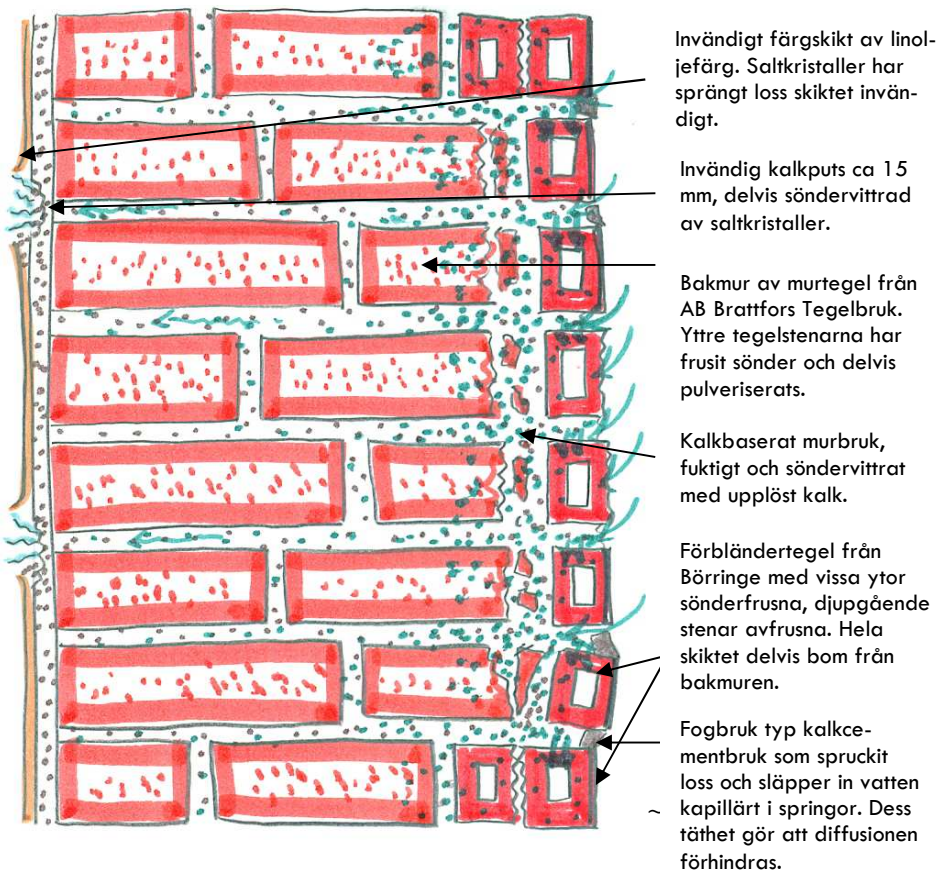 Invändigt färgskikt av linol-
jefärg. Saltkristaller har
sprängt loss skiktet invän-
digt.
Invändig kalkputs ca 15
mm, delvis söndervittrad
av saltkristaller.
Bakmur av murtegel från
AB Brattfors Tegelbruk.
Yttre tegelstenarna har
frusit sönder och delvis
pulveriserats.
Kalkbaserat murbruk,
fuktigt och söndervittrat
med upplöst kalk.
Förbländertegel från
Börringe med vissa ytor
sönderfrusna, djupgående
stenar avfrusna. Hela
skiktet delvis bom från
bakmuren.
Fogbruk typ kalkce-
mentbruk som spruckit
loss och släpper in vatten
kapillärt i springor. Dess
täthet gör att diffusionen
förhindras.
~